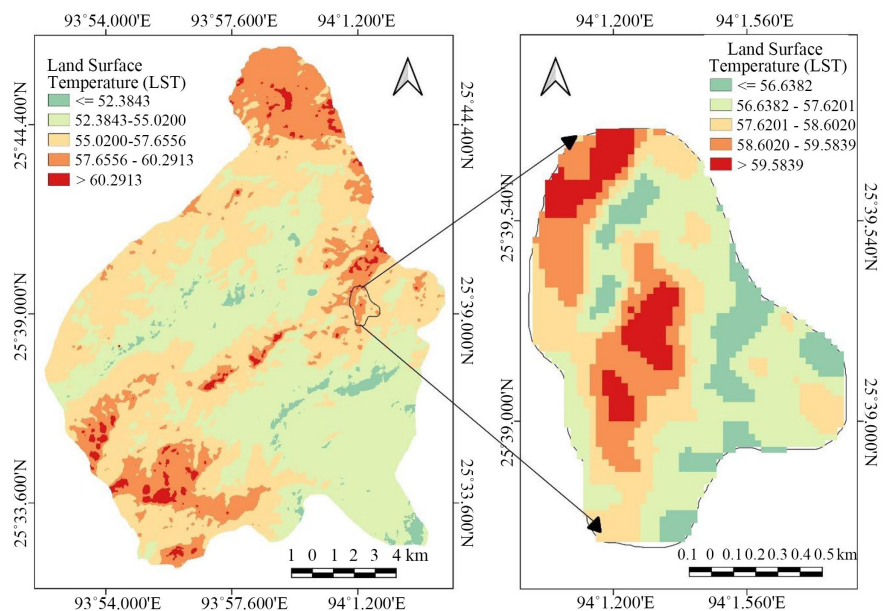 93°54.000'E 93°57.600'E 94°1.200'E
Land Surface
Temperature (LST)
<= 52.3843
52.3843-55.0200
55.0200-57.6556
57.6556 - 60.2913
> 60.2913
25°44.400'N
25°39.000'N
25°33.600'N
25°44.400'N
25°39.000'N
25°33.600'N
1 0 1 2 3 4 km
93°54.000'E 93°57.600'E 94°1.200'E
94°1.200'E 94°1.560'E
Land Surface
Temperature (LST)
<= 56.6382
56.6382 - 57.6201
57.6201 - 58.6020
58.6020 - 59.5839
> 59.5839
25°39.540'N
25°39.000'N
25°39.540'N
25°39.000'N
0.1 0 0.1 0.2 0.3 0.4 0.5 km
94°1.200'E 94°1.560'E